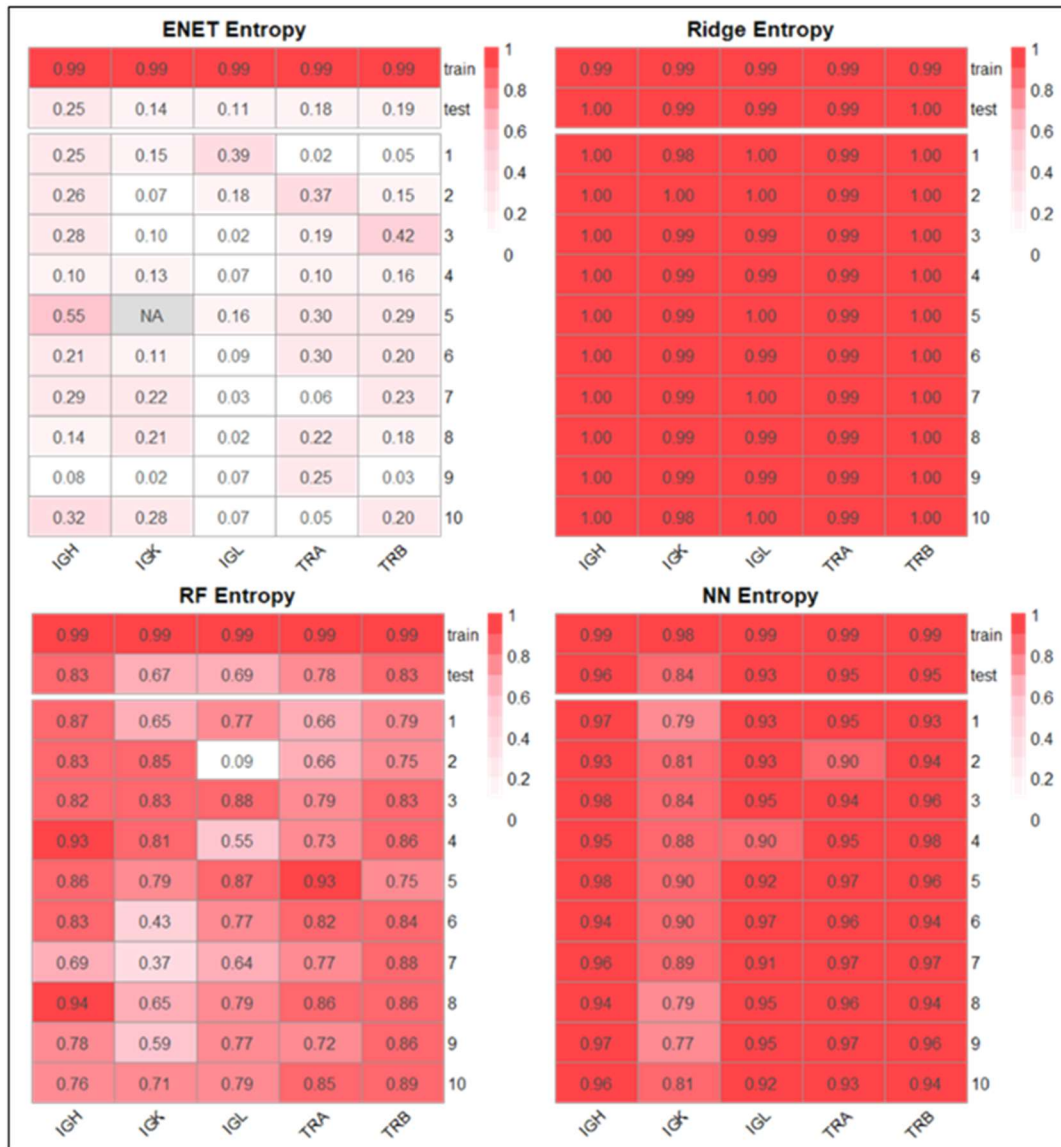 ENET Entropy
0.99 0.99 0.99 0.99 0.99 train
0.25 0.14 0.11 0.18 0.19 test
0.25 0.15 0.39 0.02 0.05 1
0.26 0.07 0.18 0.37 0.15 2
0.28 0.10 0.02 0.19 0.42 3
0.10 0.13 0.07 0.10 0.16 4
0.55 NA 0.16 0.30 0.29 5
0.21 0.11 0.09 0.30 0.20 6
0.29 0.22 0.03 0.06 0.23 7
0.14 0.21 0.02 0.22 0.18 8
0.08 0.02 0.07 0.25 0.03 9
0.32 0.28 0.07 0.05 0.20 10
IGH IGK IGL TRA TRB
1
0.8
0.6
0.4
0.2
0
Ridge Entropy
0.99 0.99 0.99 0.99 0.99 train
1.00 0.99 0.99 0.99 1.00 test
1.00 0.98 1.00 0.99 1.00 1
1.00 1.00 1.00 0.99 1.00 2
1.00 0.99 0.99 0.99 1.00 3
1.00 0.99 0.99 0.99 1.00 4
1.00 0.99 1.00 0.99 1.00 5
1.00 0.99 0.99 0.99 1.00 6
1.00 0.99 1.00 0.99 1.00 7
1.00 0.99 0.99 0.99 1.00 8
1.00 0.99 0.99 0.99 1.00 9
1.00 0.98 1.00 0.99 1.00 10
IGH IGK IGL TRA TRB
1
0.8
0.6
0.4
0.2
0
RF Entropy
0.99 0.99 0.99 0.99 0.99 train
0.83 0.67 0.69 0.78 0.83 test
0.87 0.65 0.77 0.66 0.79 1
0.83 0.85 0.09 0.66 0.75 2
0.82 0.83 0.88 0.79 0.83 3
0.93 0.81 0.55 0.73 0.86 4
0.86 0.79 0.87 0.93 0.75 5
0.83 0.43 0.77 0.82 0.84 6
0.69 0.37 0.64 0.77 0.88 7
0.94 0.65 0.79 0.86 0.86 8
0.78 0.59 0.77 0.72 0.86 9
0.76 0.71 0.79 0.85 0.89 10
IGH IGK IGL TRA TRB
1
0.8
0.6
0.4
0.2
0
NN Entropy
0.99 0.98 0.99 0.99 0.99 train
0.96 0.84 0.93 0.95 0.95 test
0.97 0.79 0.93 0.95 0.93 1
0.93 0.81 0.93 0.90 0.94 2
0.98 0.84 0.95 0.94 0.96 3
0.95 0.88 0.90 0.95 0.98 4
0.98 0.90 0.92 0.97 0.96 5
0.94 0.90 0.97 0.96 0.94 6
0.96 0.89 0.91 0.97 0.97 7
0.94 0.79 0.95 0.96 0.94 8
0.97 0.77 0.95 0.97 0.96 9
0.96 0.81 0.92 0.93 0.94 10
IGH IGK IGL TRA TRB
1
0.8
0.6
0.4
0.2
0